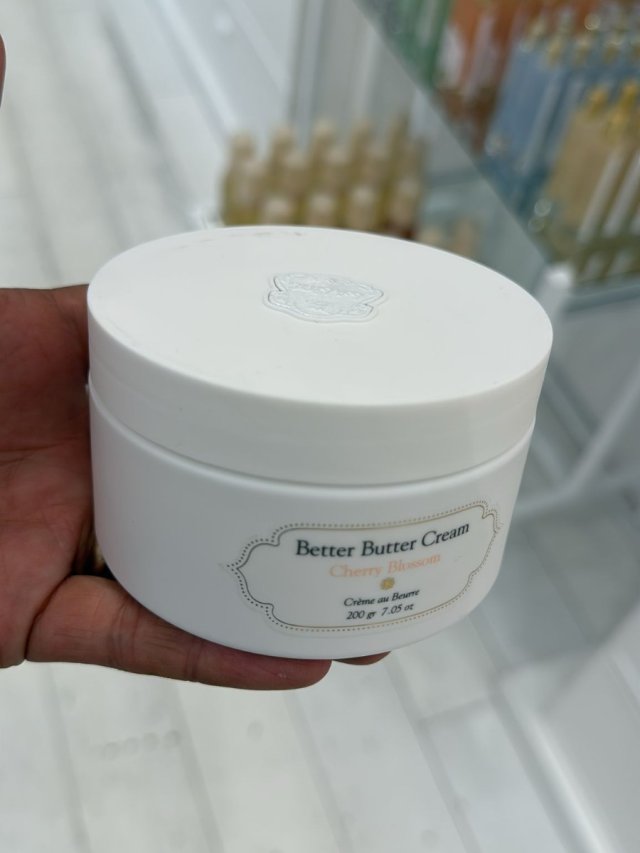 Better Butter Cream
Cherry Blossom
Crème au Beurre
200 gr 7.05 oz